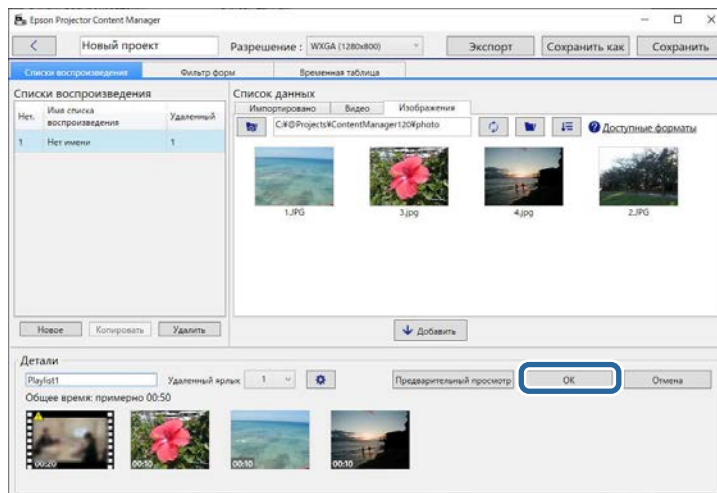 Epson Projector Content Manager
Новый проект Разрешение : WXGA (1280x800) Экспорт Сохранить как Сохранить
Списки воспроизведения Фильтр форм Временная таблица
Списки воспроизведения
Нет. Имя списка воспроизведения Удаленный
1 Нет имени 1
Новое Копировать Удалить
Список данных
Импортировано Видео Изображения
C:¥@Projects¥ContentManager120¥photo Доступные форматы
1.JPG 3.jpg 4.jpg 2.JPG
Добавить
Детали
Playlist1 Удаленный ярлык 1 Предварительный просмотр OK Отмена
Общее время: примерно 00:50
00:20 00:10 00:10 00:10